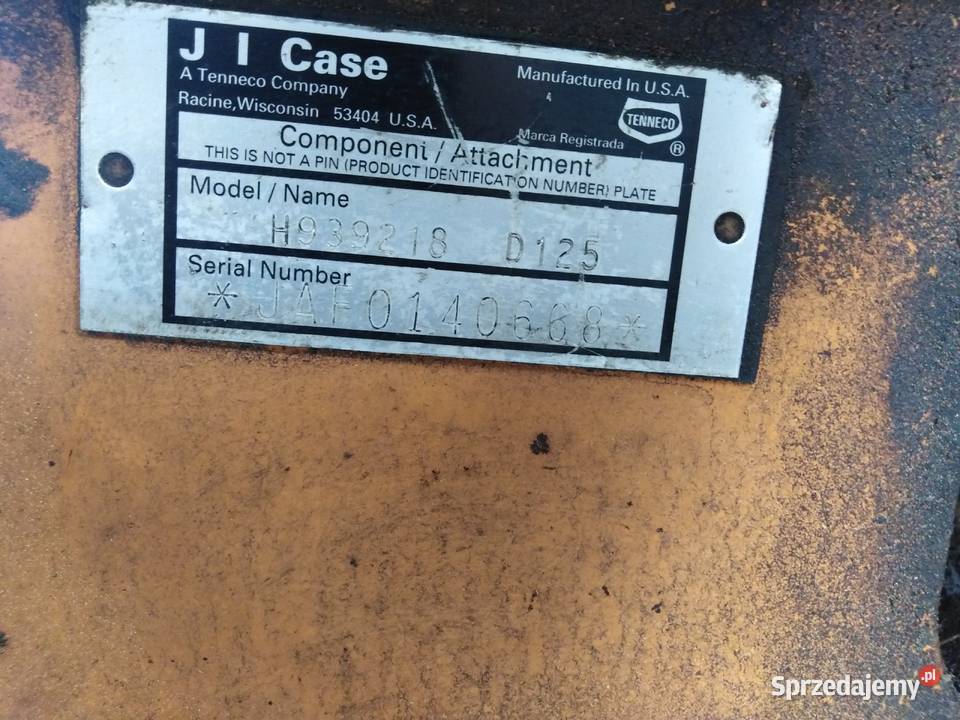 J I Case
A Tenneco Company
Racine, Wisconsin 53404 U.S.A.
Manufactured In U.S.A.
TENNECO
®
Marca Registrada
Component / Attachment
THIS IS NOT A PIN (PRODUCT IDENTIFICATION NUMBER) PLATE
Model / Name
H939218 D125
Serial Number
*JAF0140668*
Sprzedajemy.pl